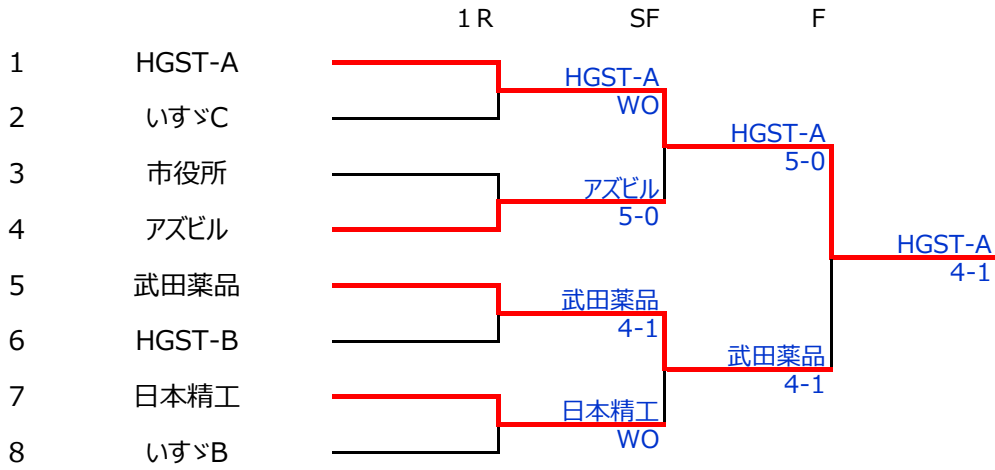 1R SF F
1 HGST-A
HGST-A
WO
2 いすゞC
HGST-A
5-0
3 市役所
アズビル
5-0
4 アズビル
HGST-A
4-1
5 武田薬品
武田薬品
4-1
6 HGST-B
武田薬品
4-1
7 日本精工
日本精工
WO
8 いすゞB